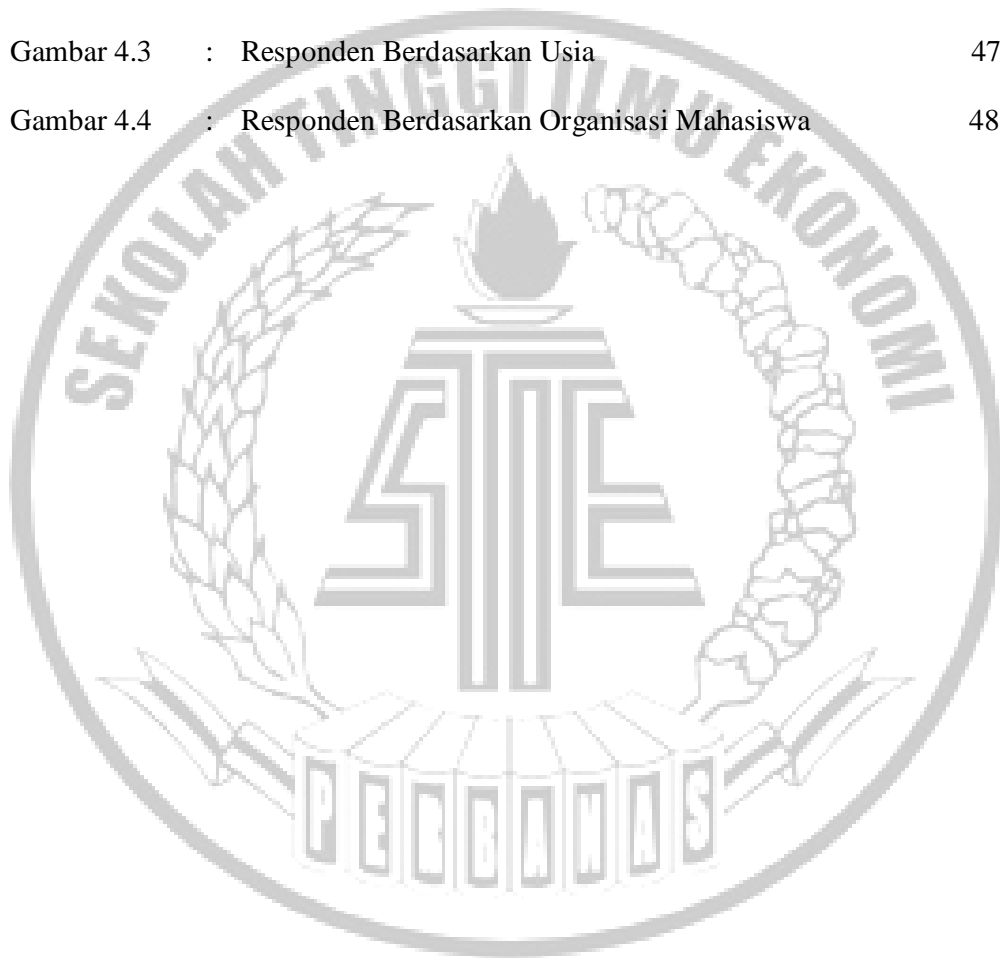 Gambar 4.3 : Responden Berdasarkan Usia 47
Gambar 4.4 : Responden Berdasarkan Organisasi Mahasiswa 48
SEKOLAH TINGGI ILMU EKONOMI
STIE
PERBANAS